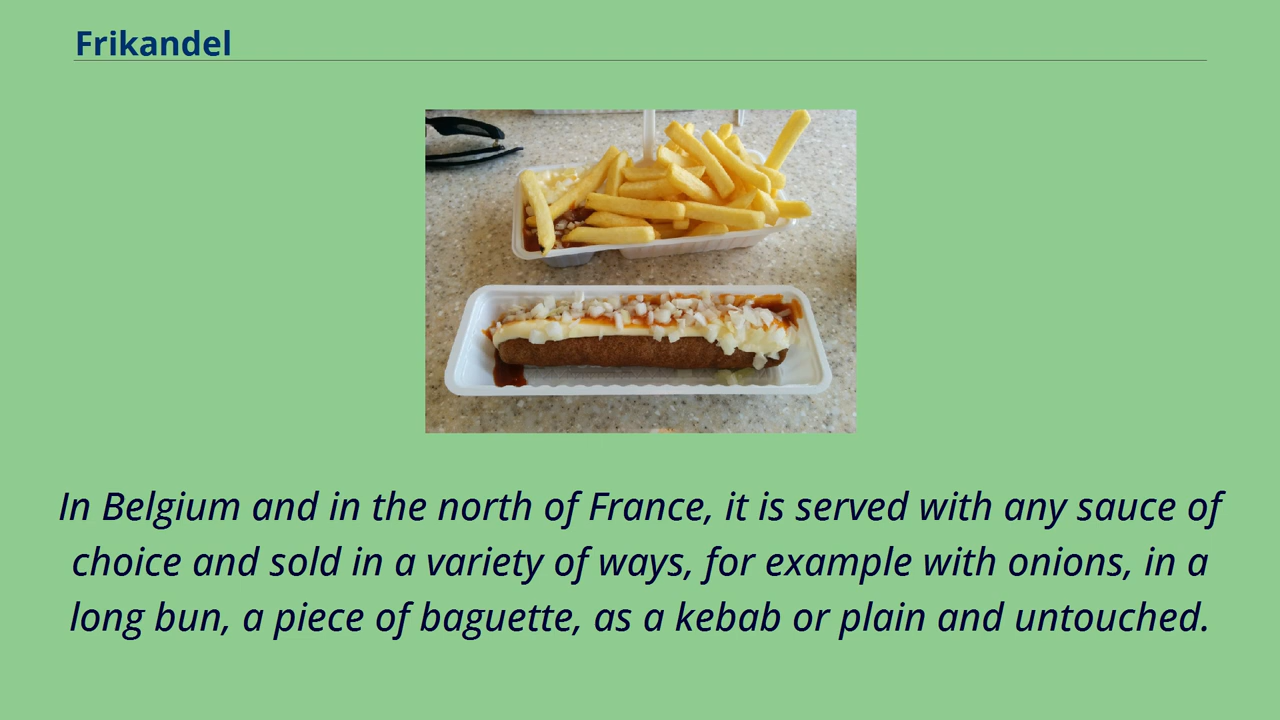 Frikandel
In Belgium and in the north of France, it is served with any sauce of
choice and sold in a variety of ways, for example with onions, in a
long bun, a piece of baguette, as a kebab or plain and untouched.